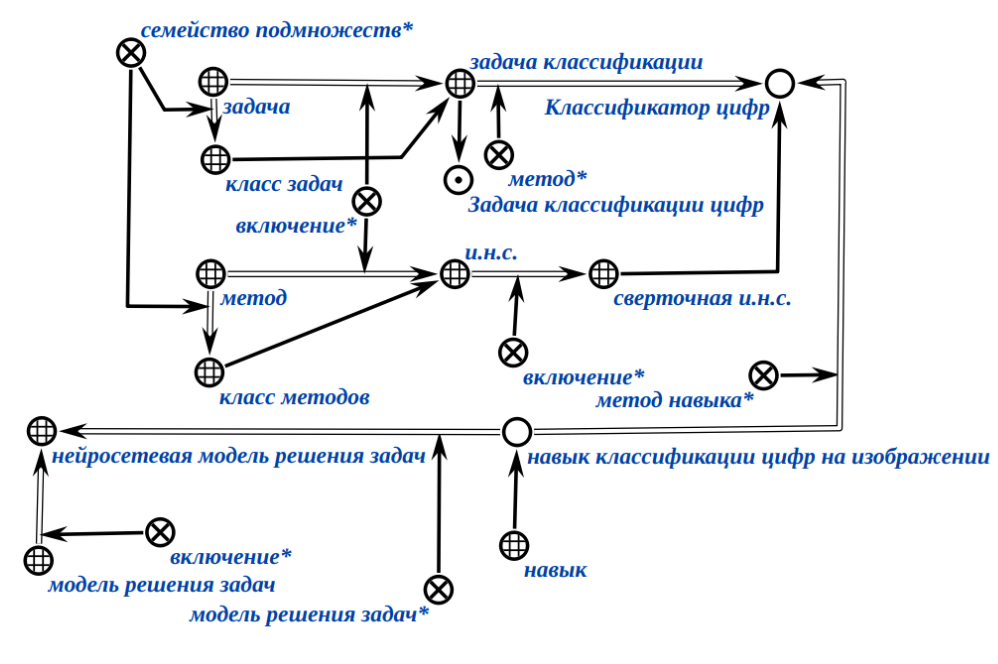 семейство подмножеств*
задача классификации
задача
Классификатор цифр
класс задач
метод*
Задача классификации цифр
включение*
и.н.с.
метод
сверточная и.н.с.
включение*
класс методов
метод навыка*
нейросетевая модель решения задач
навык классификации цифр на изображении
включение*
навык
модель решения задач
модель решения задач*